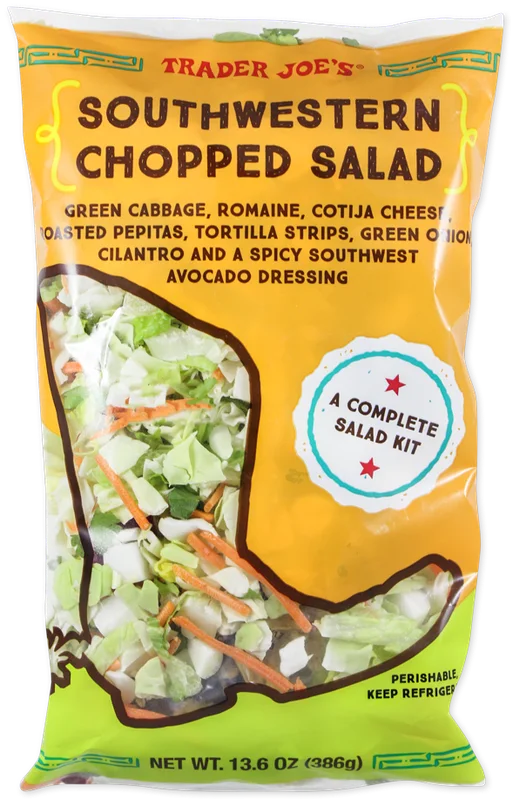 TRADER JOE'S®
SOUTHWESTERN
CHOPPED SALAD
GREEN CABBAGE, ROMAINE, COTIJA CHEESE,
ROASTED PEPITAS, TORTILLA STRIPS, GREEN ONION
CILANTRO AND A SPICY SOUTHWEST
AVOCADO DRESSING
A COMPLETE
SALAD KIT
PERISHABLE,
KEEP REFRIGER
NET WT. 13.6 OZ (386g)